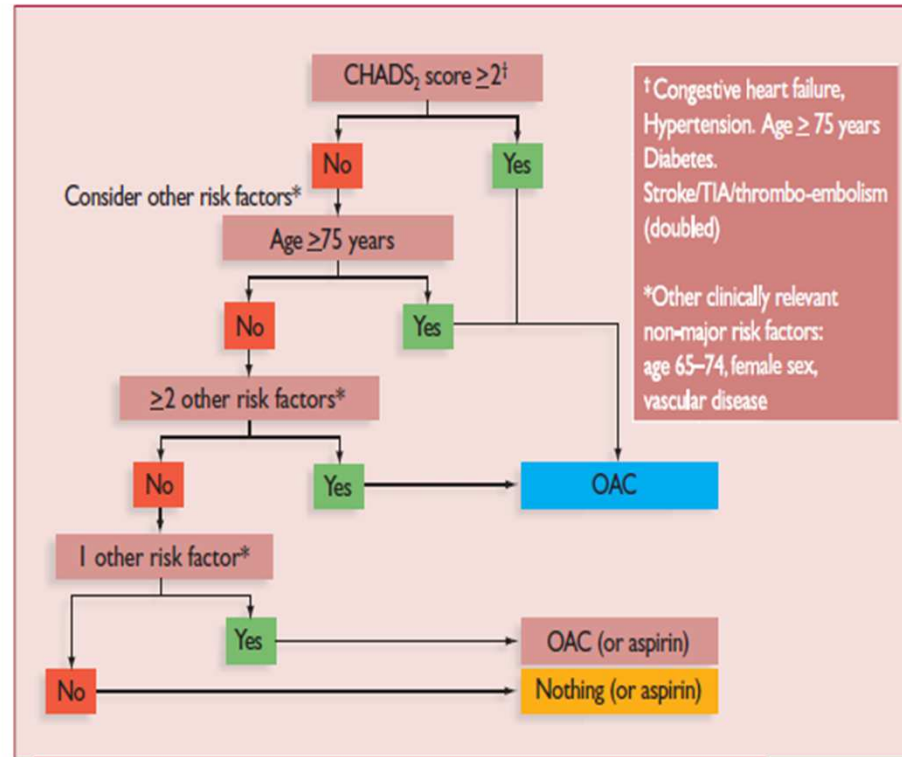 CHADS₂ score ≥2†
No
Yes
Consider other risk factors*
Age ≥75 years
No
Yes
≥2 other risk factors*
No
Yes
OAC
1 other risk factor*
Yes
OAC (or aspirin)
No
Nothing (or aspirin)
†Congestive heart failure,
Hypertension. Age ≥ 75 years
Diabetes.
Stroke/TIA/thrombo-embolism
(doubled)
*Other clinically relevant
non-major risk factors:
age 65–74, female sex,
vascular disease